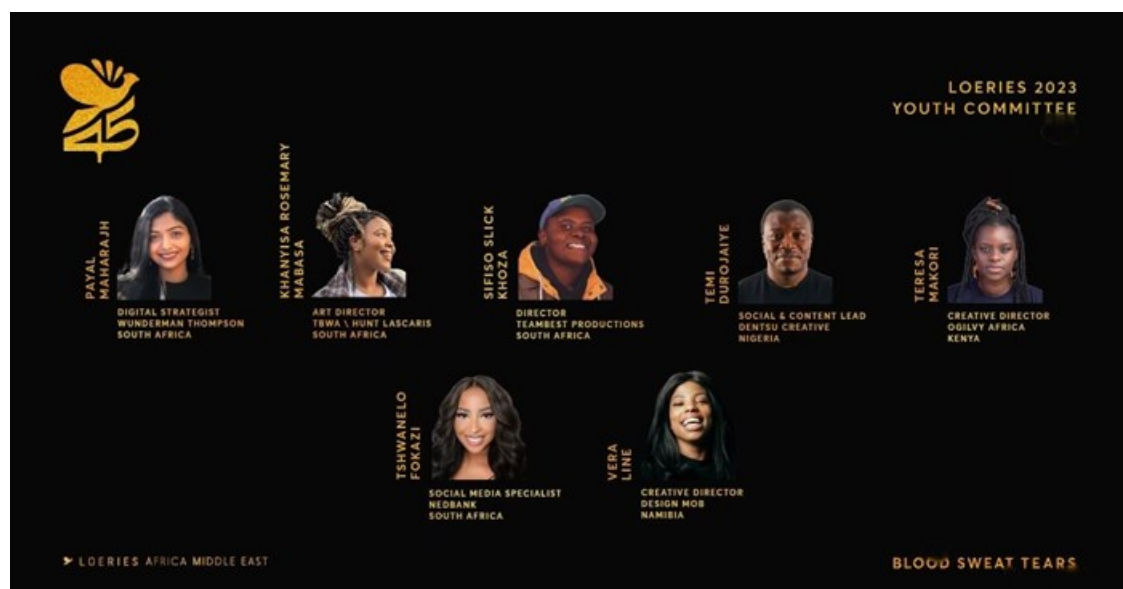 45
LOERIES 2023
YOUTH COMMITTEE
PAYAL
MAHARAJH
DIGITAL STRATEGIST
WUNDERMAN THOMPSON
SOUTH AFRICA
KHANYISA ROSEMARY
MABASA
ART DIRECTOR
TBWA \ HUNT LASCARIS
SOUTH AFRICA
SIFISO SLICK
KHOZA
DIRECTOR
TEAMBEST PRODUCTIONS
SOUTH AFRICA
TEMI
DUROJAIYE
SOCIAL & CONTENT LEAD
DENTSU CREATIVE
NIGERIA
TERESA
MAKORI
CREATIVE DIRECTOR
OGILVY AFRICA
KENYA
TSHWANELO
FOKAZI
SOCIAL MEDIA SPECIALIST
NEDBANK
SOUTH AFRICA
VERA
LINE
CREATIVE DIRECTOR
DESIGN MOB
NAMIBIA
LOERIES AFRICA MIDDLE EAST
BLOOD SWEAT TEARS